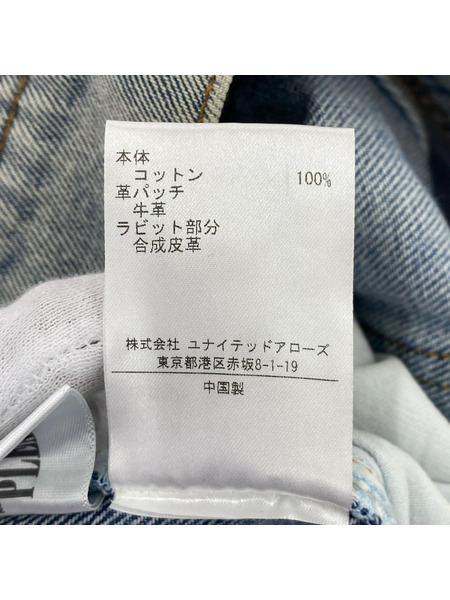 本体
コットン 100%
革パッチ
牛革
ラビット部分
合成皮革
株式会社 ユナイテッドアローズ
東京都港区赤坂8-1-19
中国製